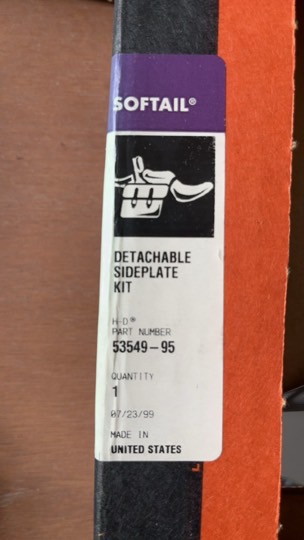 SOFTAIL®
DETACHABLE
SIDEPLATE
KIT
H-D®
PART NUMBER
53549-95
QUANTITY
1
07/23/99
MADE IN
UNITED STATES